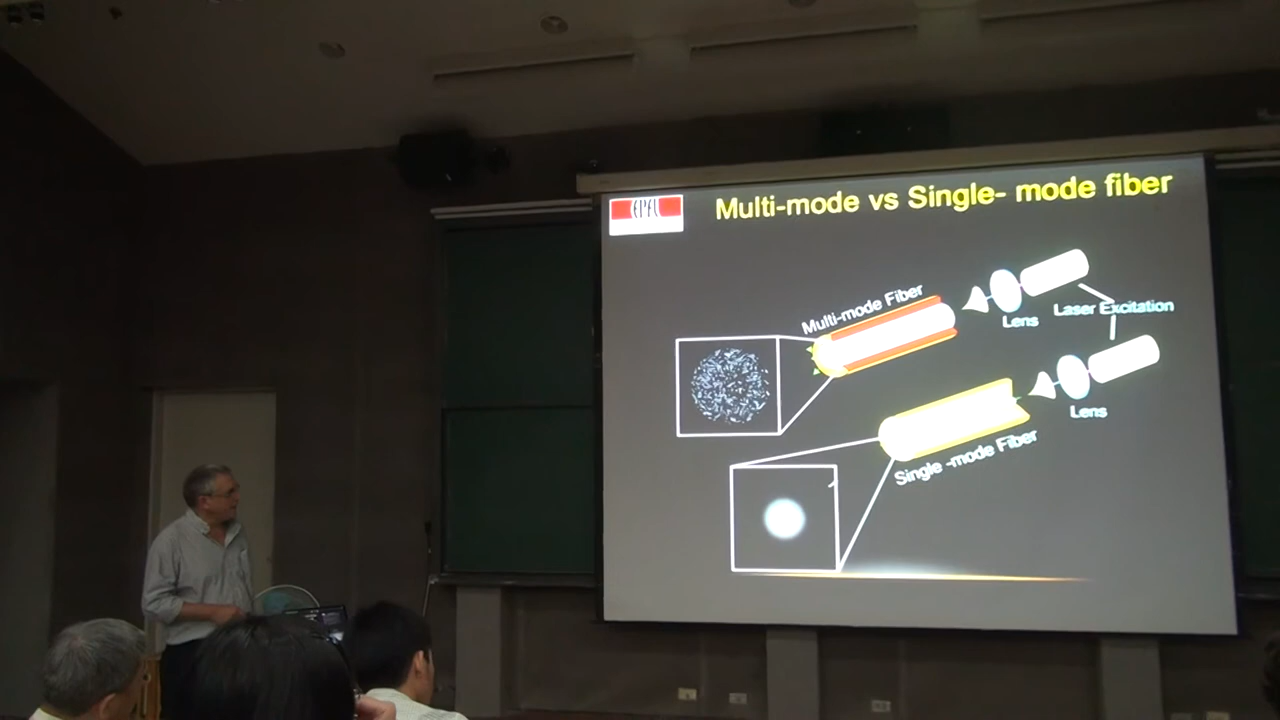 EPFL
Multi-mode vs Single- mode fiber
Multi-mode Fiber
Lens
Laser Excitation
Lens
Single -mode Fiber